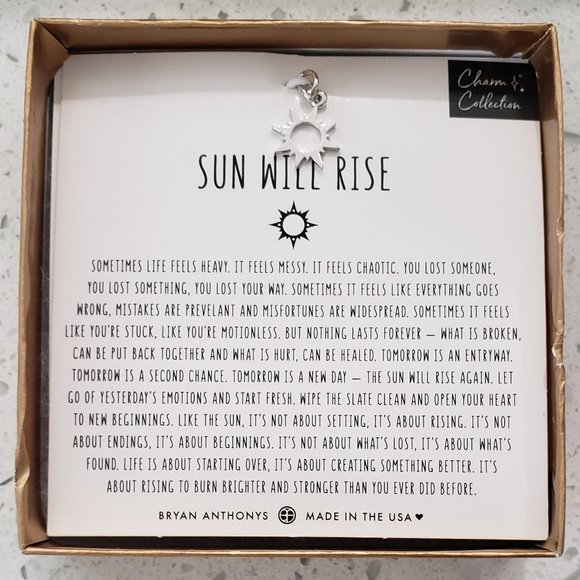 Charm
Collection
SUN WILL RISE
SOMETIMES LIFE FEELS HEAVY. IT FEELS MESSY. IT FEELS CHAOTIC. YOU LOST SOMEONE,
YOU LOST SOMETHING, YOU LOST YOUR WAY. SOMETIMES IT FEELS LIKE EVERYTHING GOES
WRONG, MISTAKES ARE PREVELANT AND MISFORTUNES ARE WIDESPREAD. SOMETIMES IT FEELS
LIKE YOU'RE STUCK, LIKE YOU'RE MOTIONLESS. BUT NOTHING LASTS FOREVER — WHAT IS BROKEN,
CAN BE PUT BACK TOGETHER AND WHAT IS HURT, CAN BE HEALED. TOMORROW IS AN ENTRYWAY.
TOMORROW IS A SECOND CHANCE. TOMORROW IS A NEW DAY — THE SUN WILL RISE AGAIN. LET
GO OF YESTERDAY'S EMOTIONS AND START FRESH. WIPE THE SLATE CLEAN AND OPEN YOUR HEART
TO NEW BEGINNINGS. LIKE THE SUN, IT'S NOT ABOUT SETTING, IT'S ABOUT RISING. IT'S NOT
ABOUT ENDINGS, IT'S ABOUT BEGINNINGS. IT'S NOT ABOUT WHAT'S LOST, IT'S ABOUT WHAT'S
FOUND. LIFE IS ABOUT STARTING OVER, IT'S ABOUT CREATING SOMETHING BETTER. IT'S
ABOUT RISING TO BURN BRIGHTER AND STRONGER THAN YOU EVER DID BEFORE.
BRYAN ANTHONYS MADE IN THE USA ♥